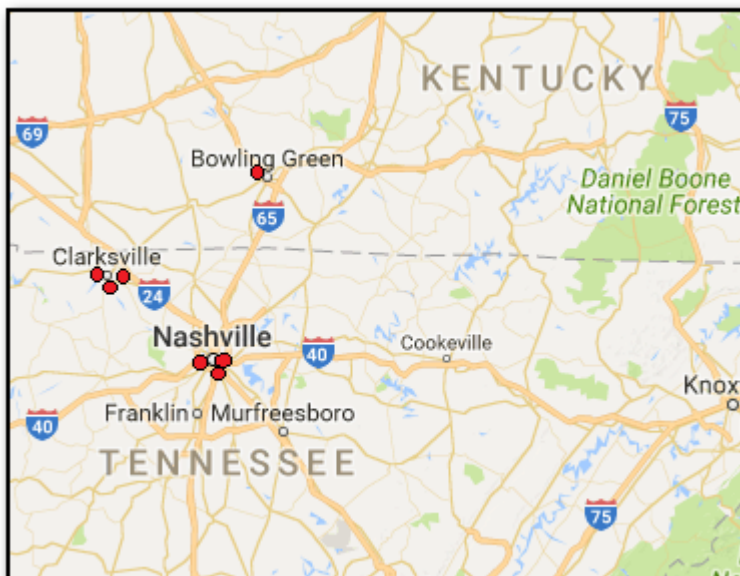 KENTUCKY
75
69
Bowling Green
Daniel Boone
National Forest
65
Clarksville
24
Nashville
40
Cookeville
Franklin
Murfreesboro
40
TENNESSEE
75